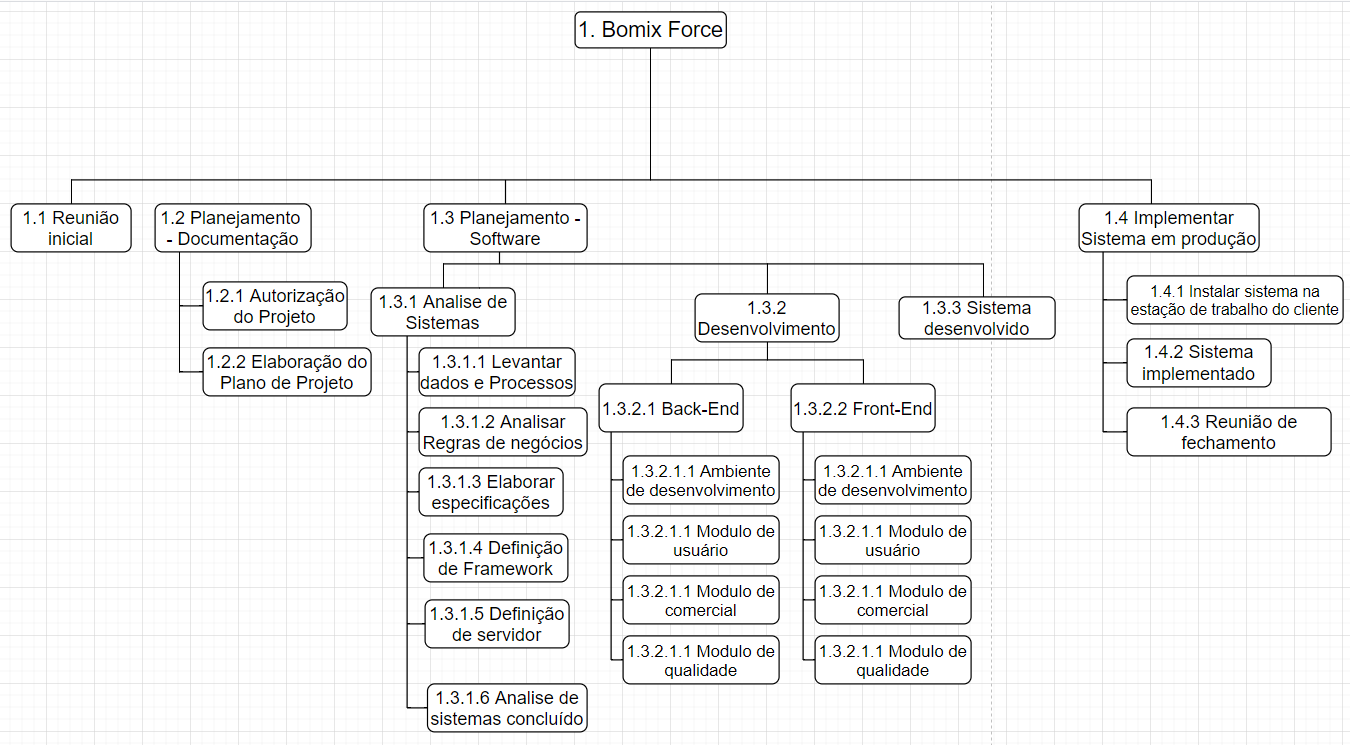 1. Bomix Force
1.1 Reunião
inicial
1.2 Planejamento
- Documentação
1.2.1 Autorização
do Projeto
1.2.2 Elaboração do
Plano de Projeto
1.3 Planejamento -
Software
1.3.1 Analise de
Sistemas
1.3.1.1 Levantar
dados e Processos
1.3.1.2 Analisar
Regras de negócios
1.3.1.3 Elaborar
especificações
1.3.1.4 Definição
de Framework
1.3.1.5 Definição
de servidor
1.3.1.6 Analise de
sistemas concluído
1.3.2
Desenvolvimento
1.3.2.1 Back-End
1.3.2.1.1 Ambiente
de desenvolvimento
1.3.2.1.1 Modulo de
usuário
1.3.2.1.1 Modulo de
comercial
1.3.2.1.1 Modulo de
qualidade
1.3.2.2 Front-End
1.3.2.1.1 Ambiente
de desenvolvimento
1.3.2.1.1 Modulo de
usuário
1.3.2.1.1 Modulo de
comercial
1.3.2.1.1 Modulo de
qualidade
1.3.3 Sistema
desenvolvido
1.4 Implementar
Sistema em produção
1.4.1 Instalar sistema na
estação de trabalho do cliente
1.4.2 Sistema
implementado
1.4.3 Reunião de
fechamento